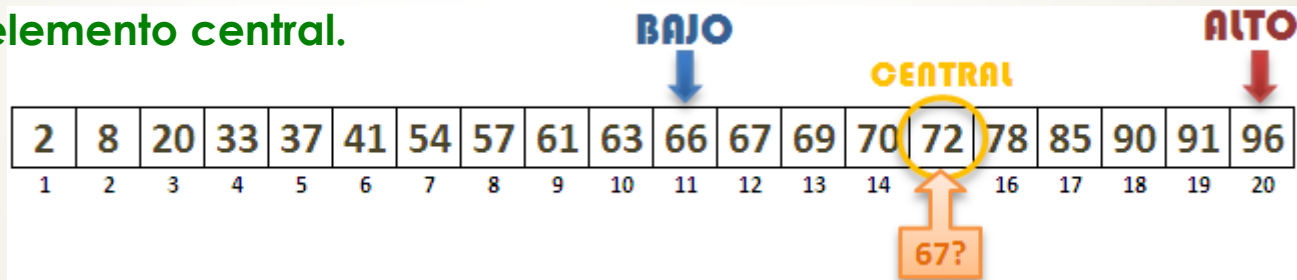 elemento central.
BAJO
ALTO
CENTRAL
2 8 20 33 37 41 54 57 61 63 66 67 69 70 72 78 85 90 91 96
1 2 3 4 5 6 7 8 9 10 11 12 13 14 16 17 18 19 20
67?